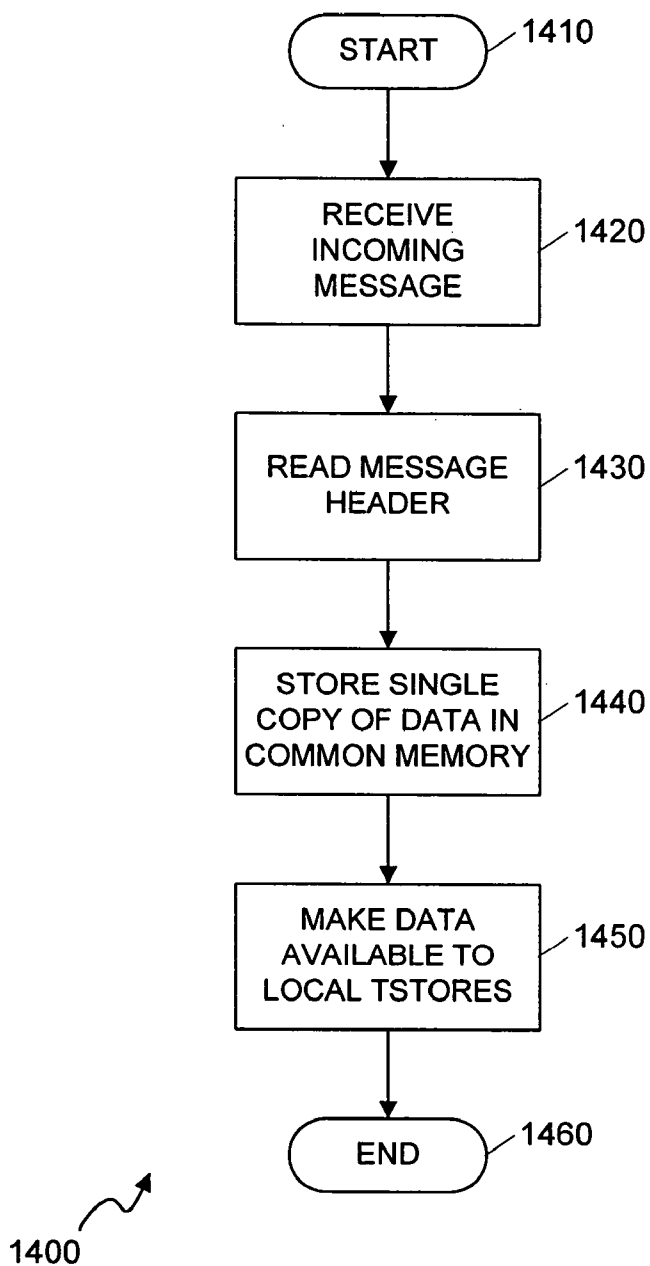 START
1410
RECEIVE
INCOMING
MESSAGE
1420
READ MESSAGE
HEADER
1430
STORE SINGLE
COPY OF DATA IN
COMMON MEMORY
1440
MAKE DATA
AVAILABLE TO
LOCAL TSTORES
1450
END
1460
1400